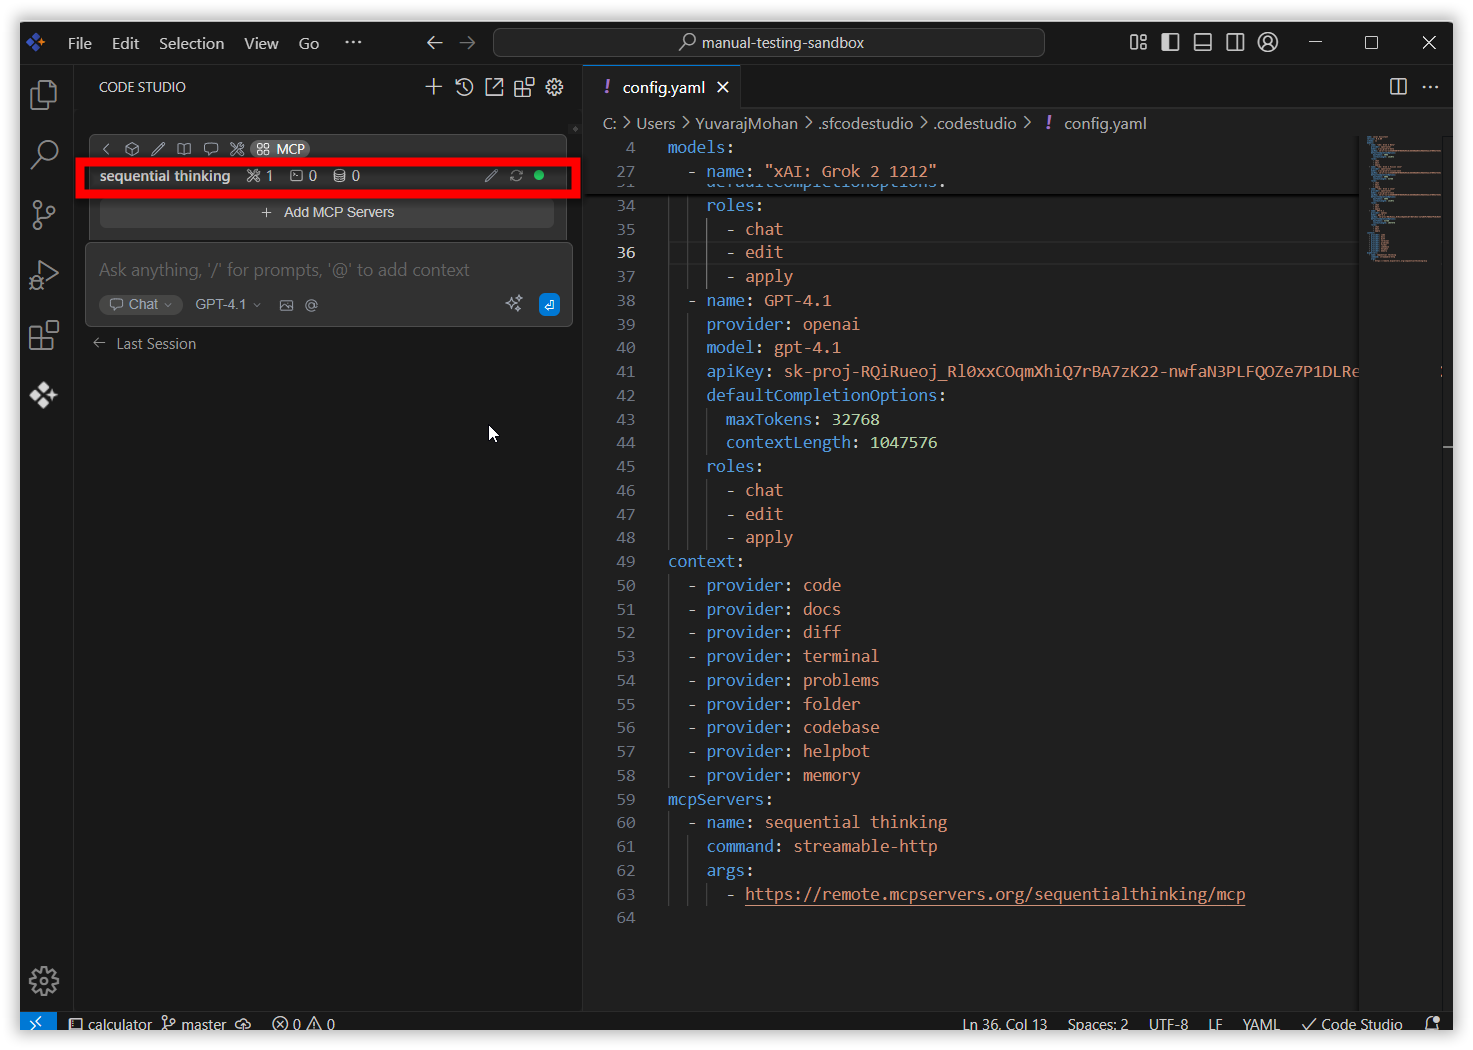 File Edit Selection View Go ··· manual-testing-sandbox
CODE STUDIO
MCP
sequential thinking 1 0 0
+ Add MCP Servers
Ask anything, '/' for prompts, '@' to add context
Chat GPT-4.1 @
Last Session
! config.yaml
C: > Users > YuvarajMohan > .sfcodestudio > .codestudio > ! config.yaml
4 models:
27 - name: "xAI: Grok 2 1212"
31 defaultCompletionOptions:
34 roles:
35 - chat
36 - edit
37 - apply
38 - name: GPT-4.1
39 provider: openai
40 model: gpt-4.1
41 apiKey: sk-proj-RQiRueoj_Rl0xxCOqmXhiQ7rBA7zK22-nwfaN3PLFQOZe7P1DLRe
42 defaultCompletionOptions:
43 maxTokens: 32768
44 contextLength: 1047576
45 roles:
46 - chat
47 - edit
48 - apply
49 context:
50 - provider: code
51 - provider: docs
52 - provider: diff
53 - provider: terminal
54 - provider: problems
55 - provider: folder
56 - provider: codebase
57 - provider: helpbot
58 - provider: memory
59 mcpServers:
60 - name: sequential thinking
61 command: streamable-http
62 args:
63 - https://remote.mcpservers.org/sequentialthinking/mcp
64
calculator master 0 0 Ln 36, Col 13 Spaces: 2 UTF-8 LF YAML Code Studio